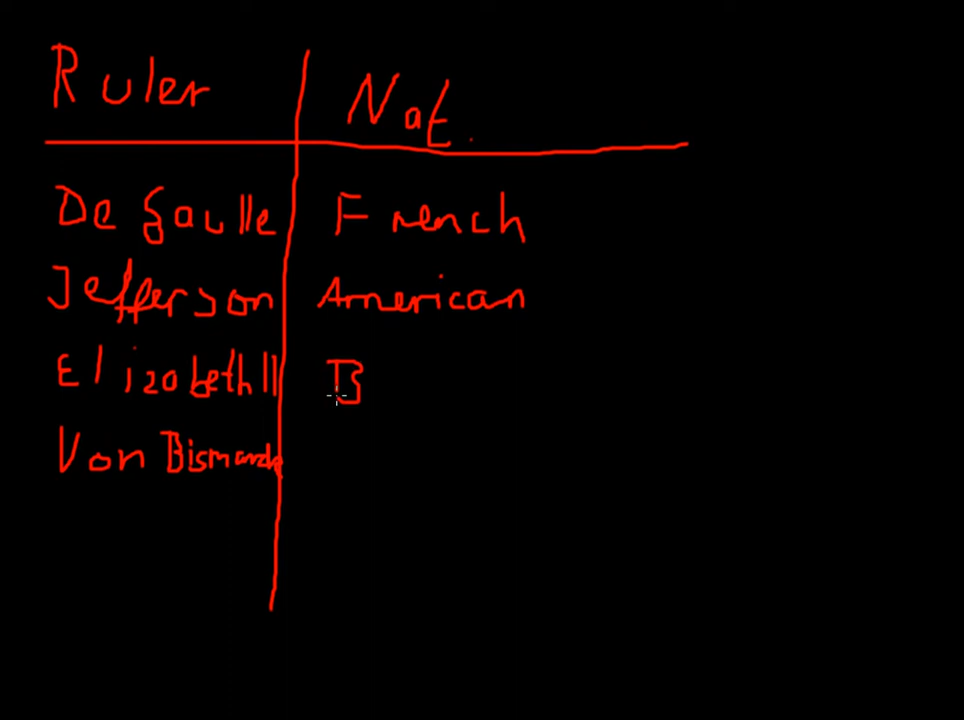 Ruler Nat.
De Gaulle French
Jefferson American
Elizabeth II B
Von Bismarck